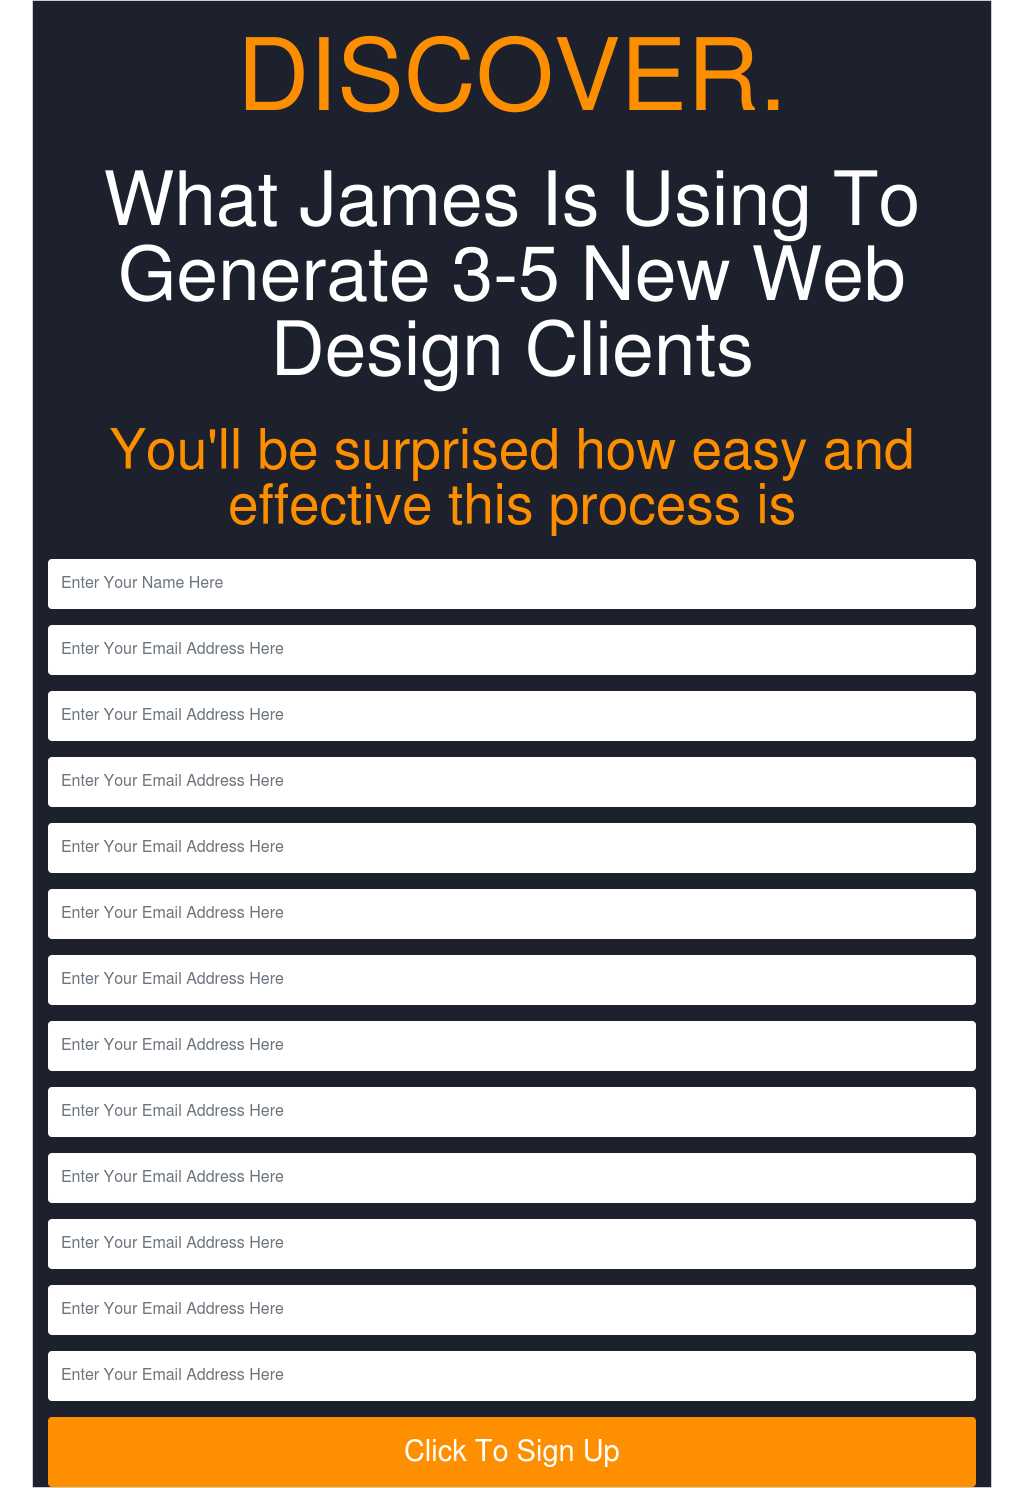 DISCOVER.
What James Is Using To
Generate 3-5 New Web
Design Clients
You'll be surprised how easy and
effective this process is
Enter Your Name Here
Enter Your Email Address Here
Enter Your Email Address Here
Enter Your Email Address Here
Enter Your Email Address Here
Enter Your Email Address Here
Enter Your Email Address Here
Enter Your Email Address Here
Enter Your Email Address Here
Enter Your Email Address Here
Enter Your Email Address Here
Enter Your Email Address Here
Enter Your Email Address Here
Click To Sign Up